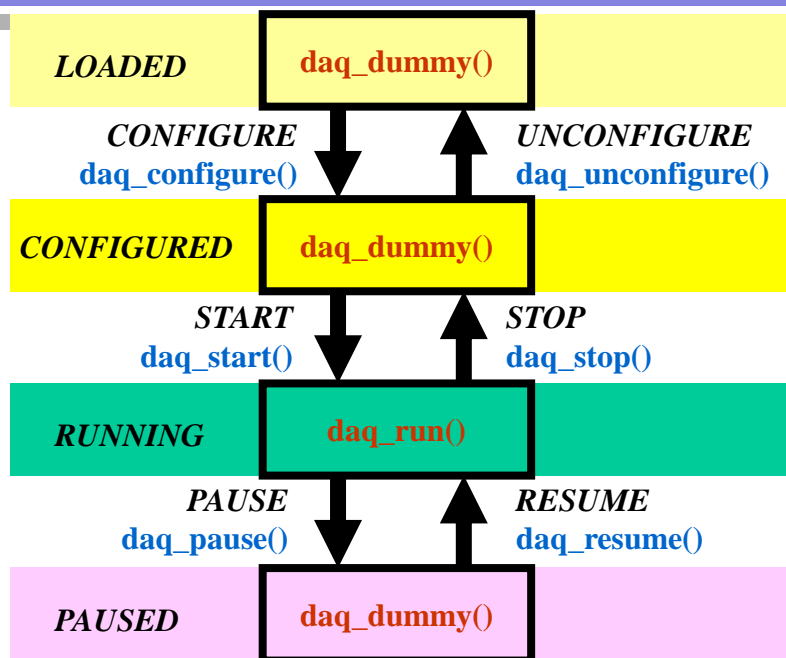 LOADED daq_dummy()
CONFIGURE UNCONFIGURE
daq_configure() daq_unconfigure()
CONFIGURED daq_dummy()
START STOP
daq_start() daq_stop()
RUNNING daq_run()
PAUSE RESUME
daq_pause() daq_resume()
PAUSED daq_dummy()